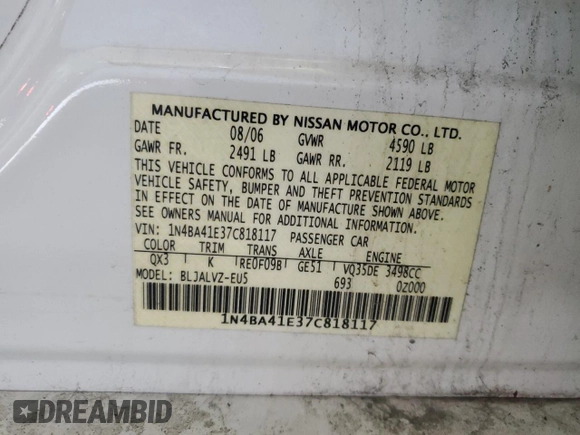 MANUFACTURED BY NISSAN MOTOR CO., LTD.
DATE 08/06 GVWR 4590 LB
GAWR FR. 2491 LB GAWR RR. 2119 LB
THIS VEHICLE CONFORMS TO ALL APPLICABLE FEDERAL MOTOR
VEHICLE SAFETY, BUMPER AND THEFT PREVENTION STANDARDS
IN EFFECT ON THE DATE OF MANUFACTURE SHOWN ABOVE.
SEE OWNERS MANUAL FOR ADDITIONAL INFORMATION.
VIN: 1N4BA41E37C818117 PASSENGER CAR
COLOR TRIM TRANS AXLE ENGINE
QX3 K RE0F09B GE51 VQ35DE 3498CC
MODEL: BLJALVZ-EU5 693 0Z000
1N4BA41E37C818117
DREAMBID